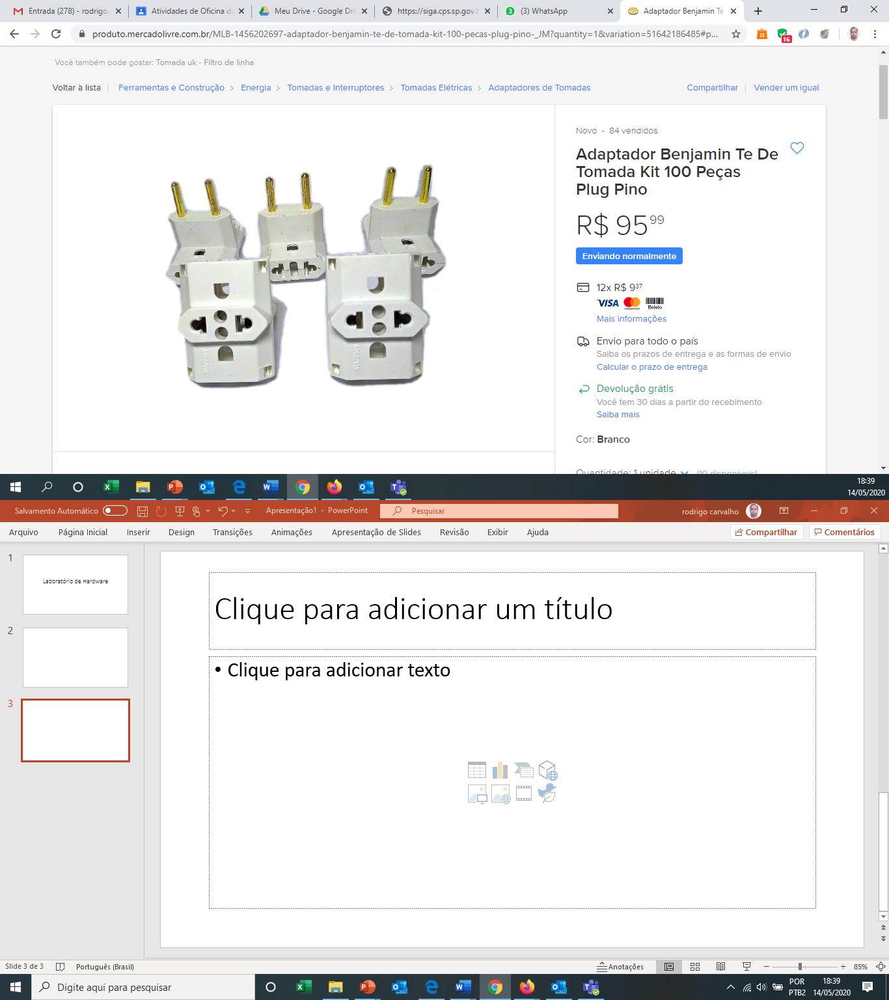 Entrada (278) - rodrigo.
Atividades de Oficina d
Meu Drive - Google Dri
https://siga.cps.sp.gov.b
(3) WhatsApp
Adaptador Benjamin Te
produto.mercadolivre.com.br/MLB-1456202697-adaptador-benjamin-te-de-tomada-kit-100-pecas-plug-pino-_JM?quantity=1&variation=51642186485#p...
16
Você também pode gostar: Tomada uk - Filtro de linha
Voltar à lista
Ferramentas e Construção > Energia > Tomadas e Interruptores > Tomadas Elétricas > Adaptadores de Tomadas
Compartilhar
Vender um igual
Novo - 84 vendidos
Adaptador Benjamin Te De
Tomada Kit 100 Peças
Plug Pino
R$ 95 99
Enviando normalmente
12x R$ 9 37
VISA mastercard Boleto
Mais informações
Envio para todo o país
Saiba os prazos de entrega e as formas de envio
Calcular o prazo de entrega
Devolução grátis
Você tem 30 dias a partir do recebimento
Saiba mais
Cor: Branco
Quantidade: 1 unidade (10 disponíveis)
18:39
14/05/2020
Salvamento Automático
Apresentação1 - PowerPoint
Pesquisar
rodrigo carvalho
Arquivo Página Inicial Inserir Design Transições Animações Apresentação de Slides Revisão Exibir Ajuda
Compartilhar
Comentários
1
Laboratório de Hardware
2
3
Clique para adicionar um título
• Clique para adicionar texto
Slide 3 de 3
Português (Brasil)
Anotações
85%
Digite aqui para pesquisar
POR
PTB2
18:39
14/05/2020